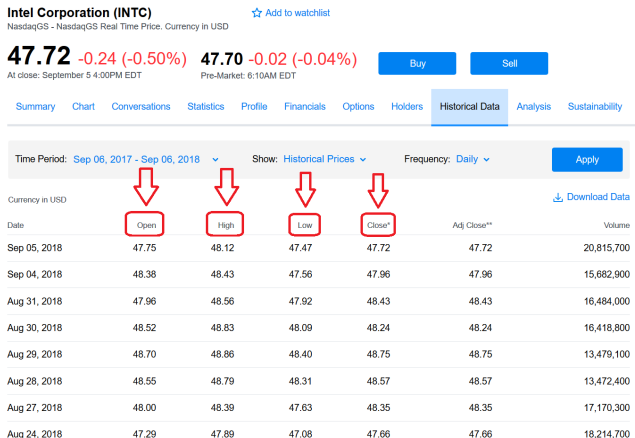 Intel Corporation (INTC) Add to watchlist
NasdaqGS - NasdaqGS Real Time Price. Currency in USD
47.72 -0.24 (-0.50%) 47.70 -0.02 (-0.04%) Buy Sell
At close: September 5 4:00PM EDT Pre-Market: 6:10AM EDT
Summary Chart Conversations Statistics Profile Financials Options Holders Historical Data Analysis Sustainability
Time Period: Sep 06, 2017 - Sep 06, 2018 Show: Historical Prices Frequency: Daily Apply
Currency in USD Download Data
Date Open High Low Close* Adj Close** Volume
Sep 05, 2018 47.75 48.12 47.47 47.72 47.72 20,815,700
Sep 04, 2018 48.38 48.43 47.56 47.96 47.96 15,682,900
Aug 31, 2018 47.96 48.56 47.92 48.43 48.43 16,484,000
Aug 30, 2018 48.52 48.83 48.09 48.24 48.24 16,418,800
Aug 29, 2018 48.70 48.86 48.40 48.75 48.75 13,479,100
Aug 28, 2018 48.55 48.79 48.31 48.57 48.57 13,472,400
Aug 27, 2018 48.00 48.39 47.63 48.35 48.35 17,170,300
Aug 24, 2018 47.29 47.89 47.08 47.66 47.66 18,214,700